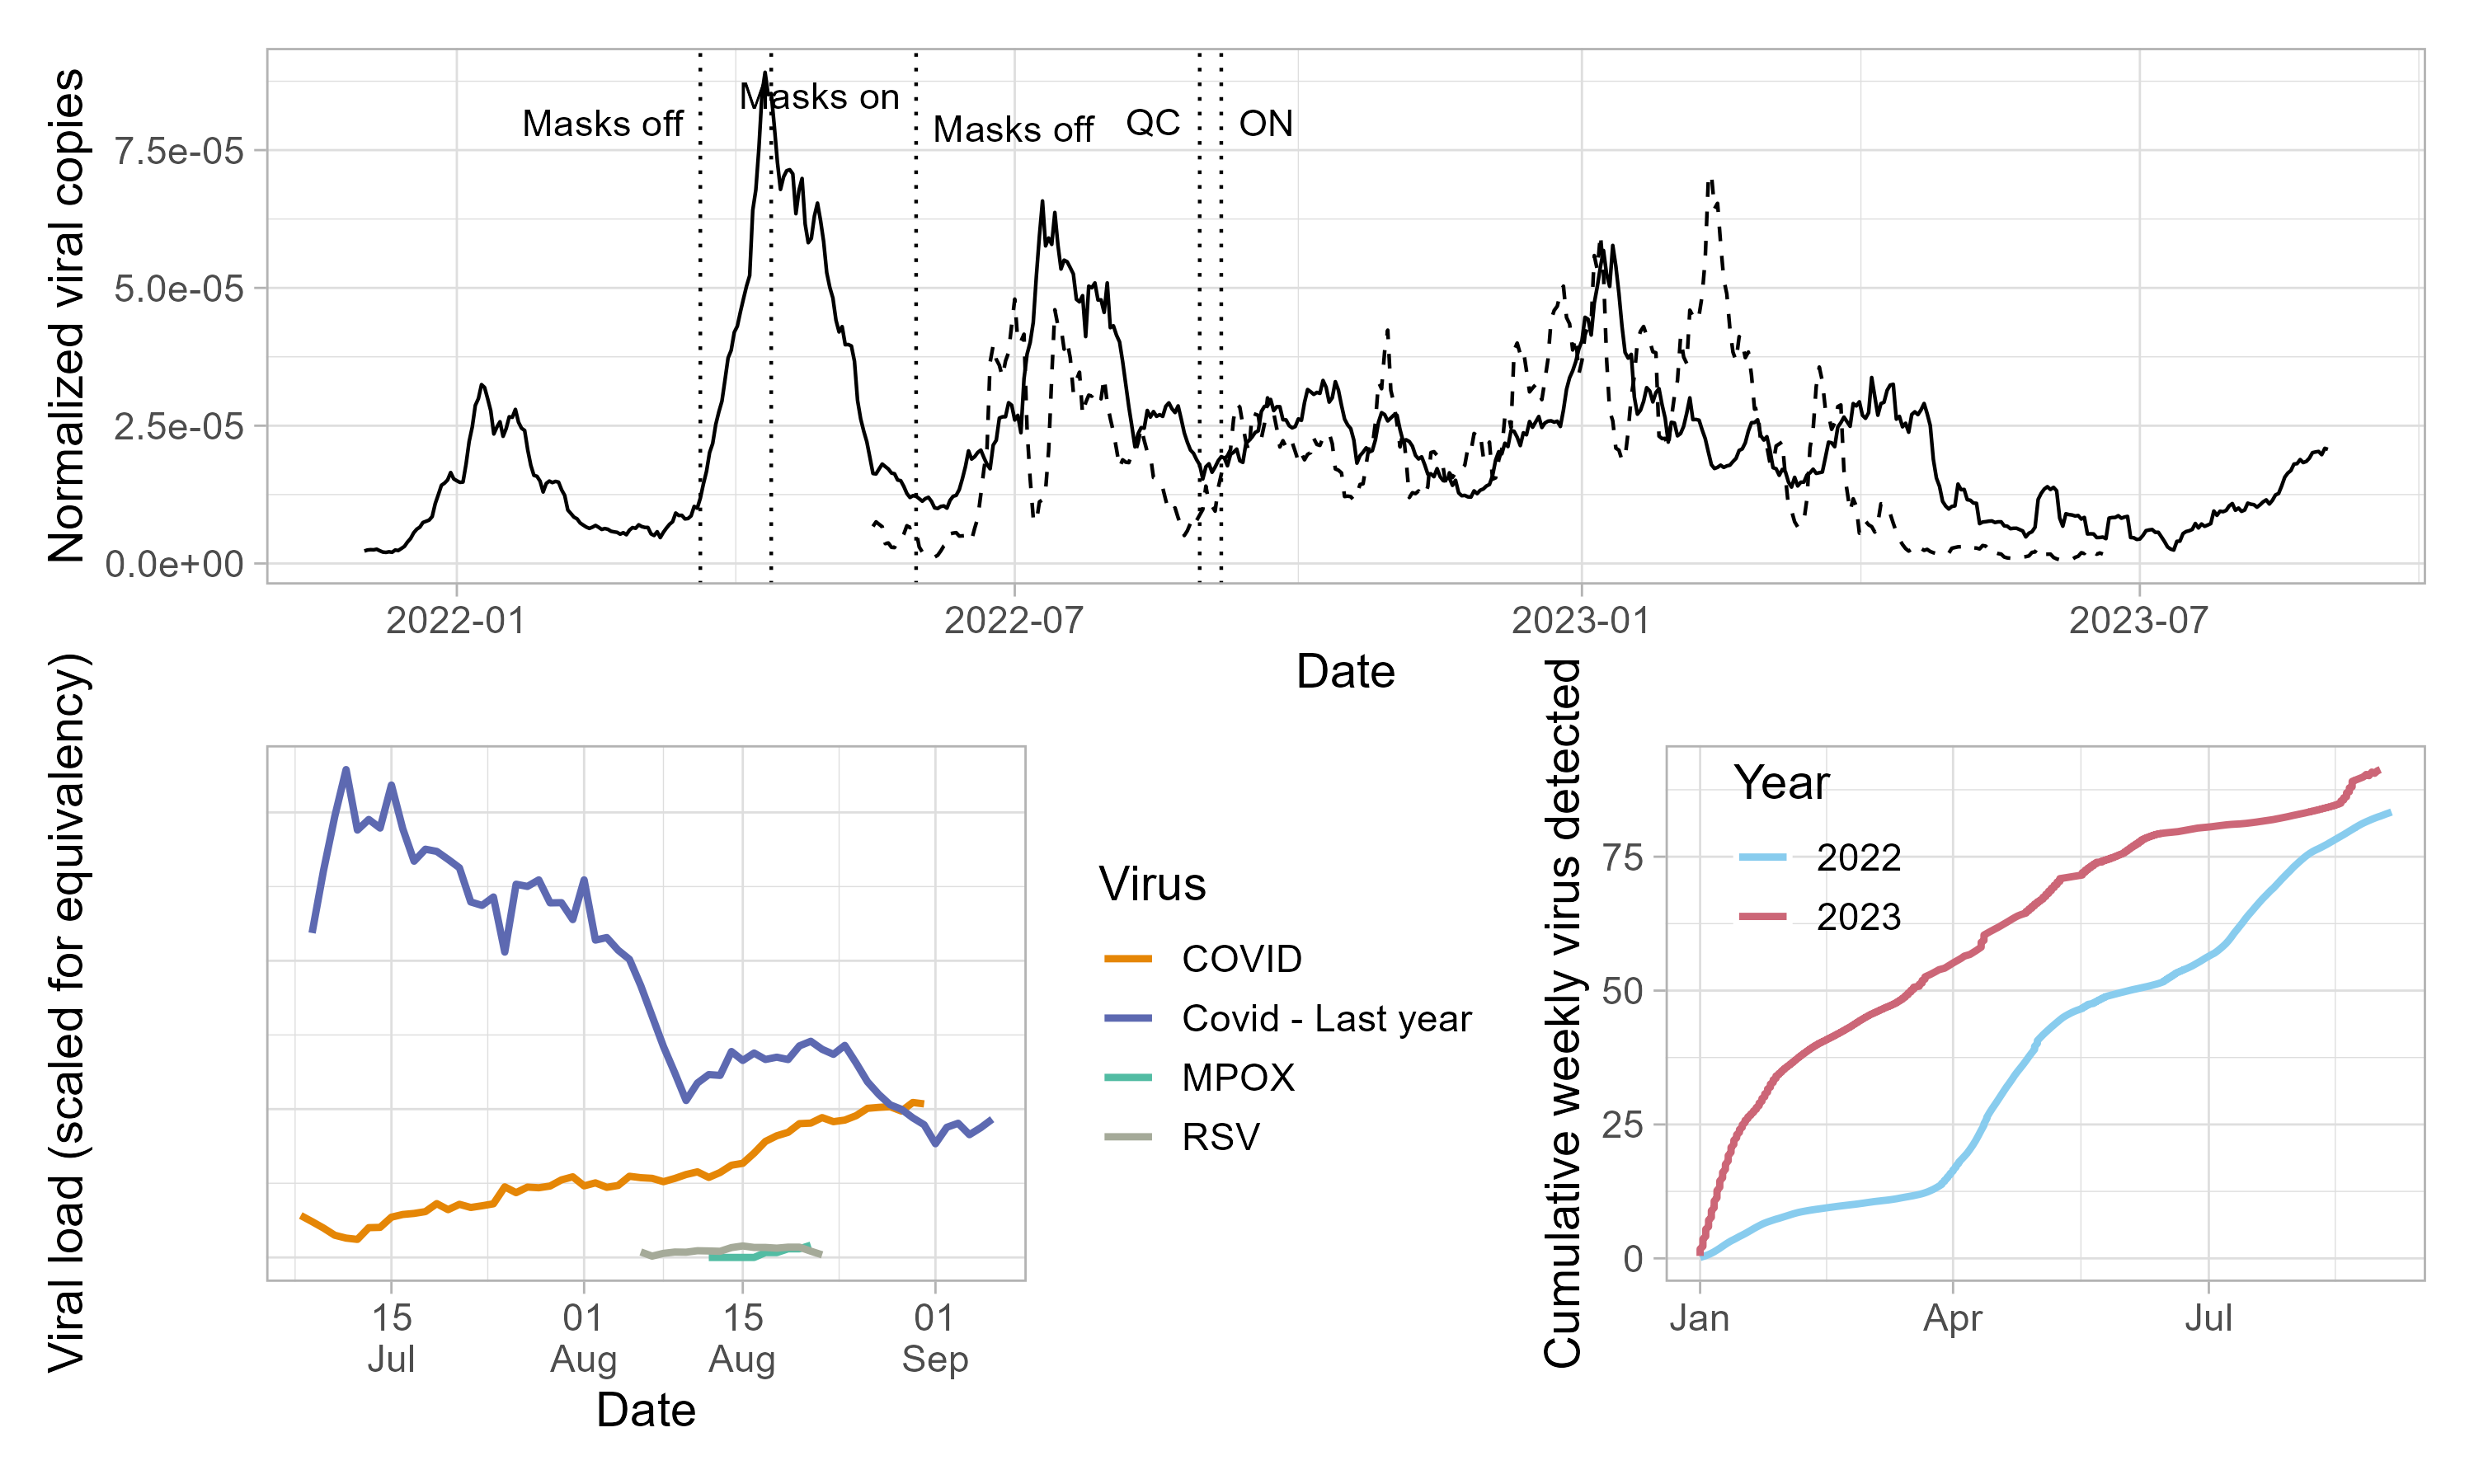 Normalized viral copies
7.5e-05
5.0e-05
2.5e-05
0.0e+00
Masks off
Masks on
Masks off
QC
ON
2022-01
2022-07
2023-01
2023-07
Date
Viral load (scaled for equivalency)
15
Jul
01
Aug
15
Aug
01
Sep
Date
Virus
COVID
Covid - Last year
MPOX
RSV
Cumulative weekly virus detected
75
50
25
0
Year
2022
2023
Jan
Apr
Jul